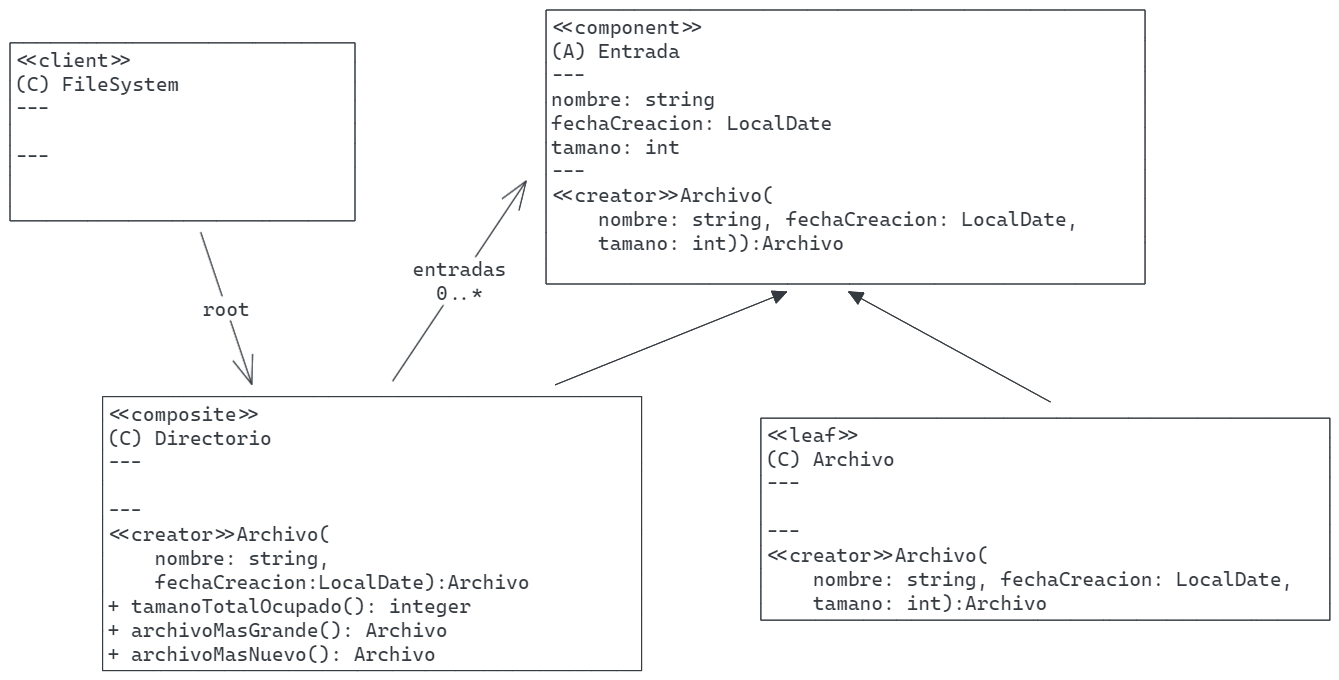 <<client>>
(C) FileSystem
---
---
root
entradas
0..*
<<component>>
(A) Entrada
---
nombre: string
fechaCreacion: LocalDate
tamano: int
---
<<creator>>Archivo(
nombre: string, fechaCreacion: LocalDate,
tamano: int)):Archivo
<<composite>>
(C) Directorio
---
---
<<creator>>Archivo(
nombre: string,
fechaCreacion:LocalDate):Archivo
+ tamanoTotalOcupado(): integer
+ archivoMasGrande(): Archivo
+ archivoMasNuevo(): Archivo
<<leaf>>
(C) Archivo
---
---
<<creator>>Archivo(
nombre: string, fechaCreacion: LocalDate,
tamano: int):Archivo